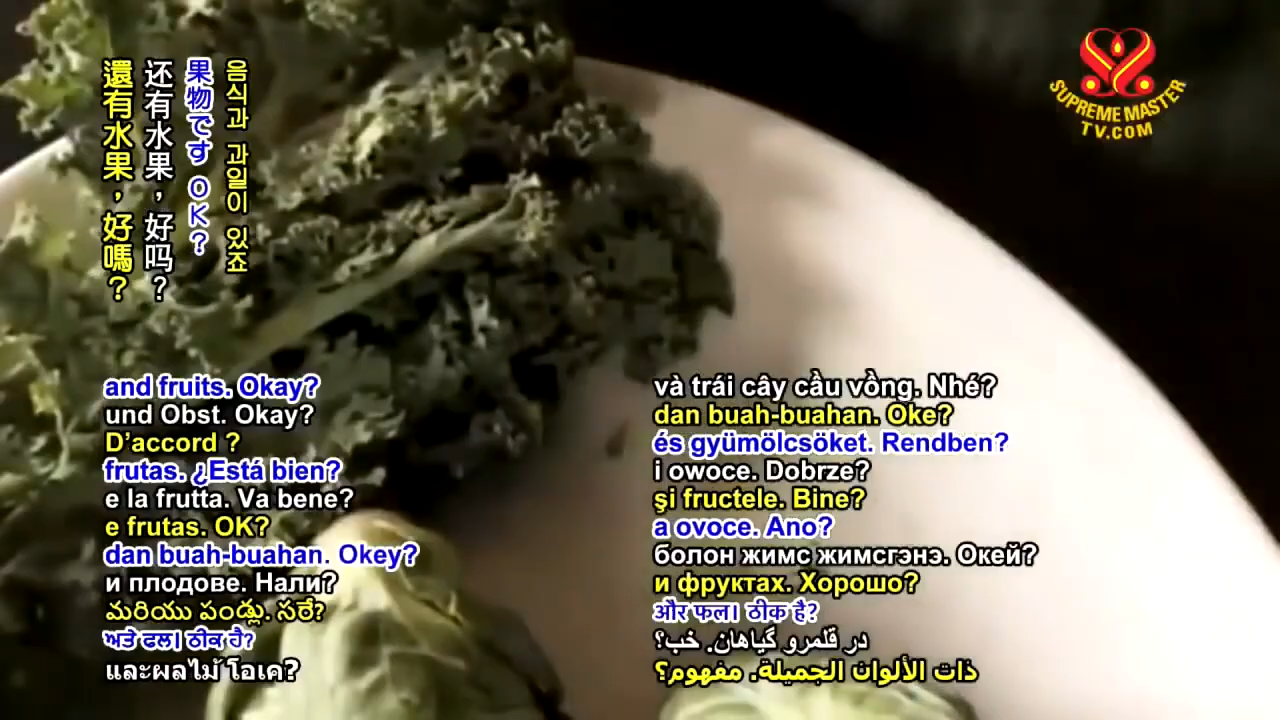 還有水果，好嗎？
还有水果，好吗？
果物です OK?
음식과 과일이 있죠
SUPREME MASTER
TV.COM
and fruits. Okay?
und Obst. Okay?
D'accord ?
frutas. ¿Está bien?
e la frutta. Va bene?
e frutas. OK?
dan buah-buahan. Okey?
и плодове. Нали?
మరియు పండ్లు. సరే?
ਅਤੇ ਫਲ। ਠੀਕ ਹੈ?
และผลไม้ โอเค?
và trái cây cầu vồng. Nhé?
dan buah-buahan. Oke?
és gyümölcsöket. Rendben?
i owoce. Dobrze?
şi fructele. Bine?
a ovoce. Ano?
болон жимс жимсгэнэ. Окей?
и фруктах. Хорошо?
और फल। ठीक है?
در قلمرو گیاهان. خب؟
ذات الألوان الجميلة. مفهوم؟